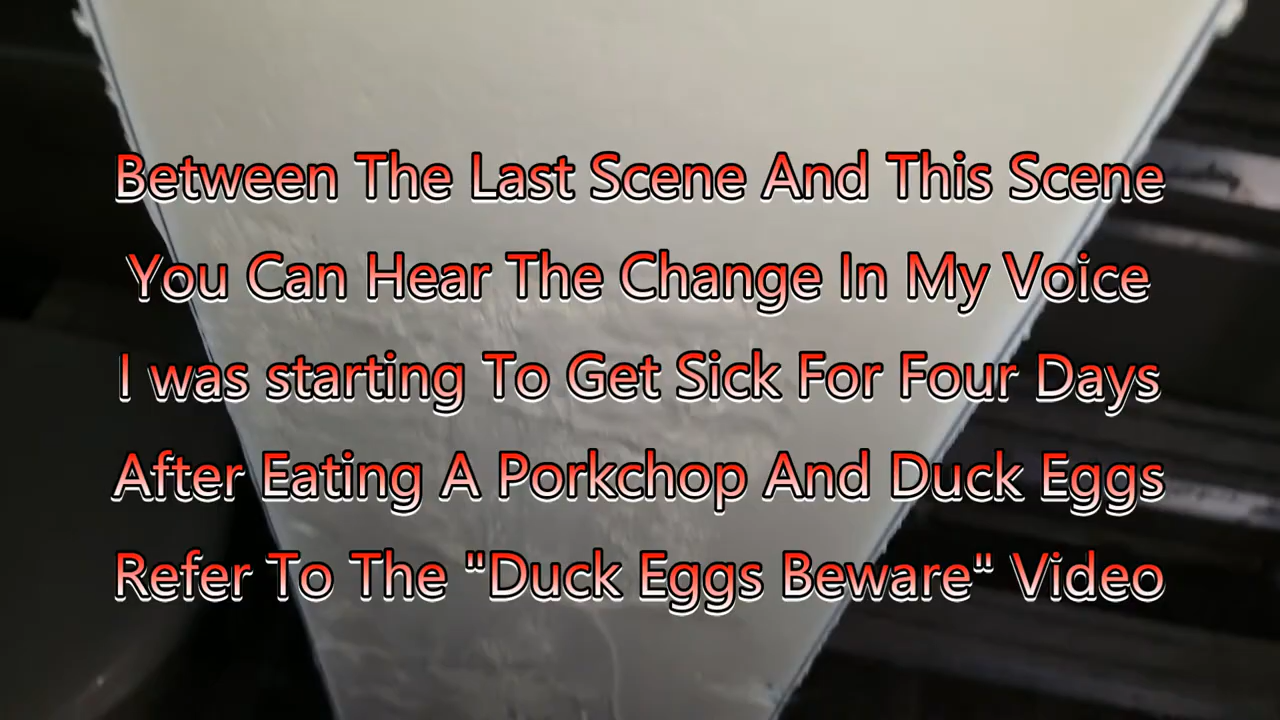 Between The Last Scene And This Scene
You Can Hear The Change In My Voice
I was starting To Get Sick For Four Days
After Eating A Porkchop And Duck Eggs
Refer To The "Duck Eggs Beware" Video